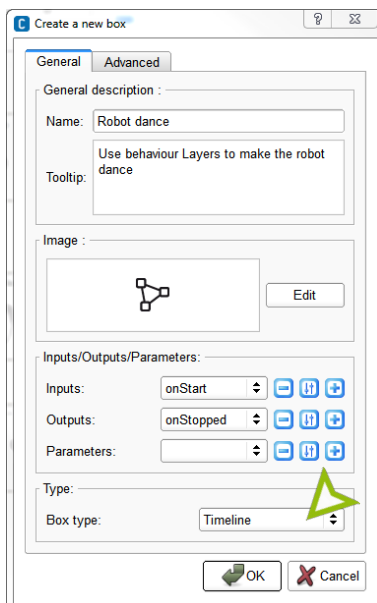 C Create a new box
General
Advanced
General description :
Name: Robot dance
Tooltip: Use behaviour Layers to make the robot
dance
Image :
Edit
Inputs/Outputs/Parameters:
Inputs: onStart
Outputs: onStopped
Parameters:
Type:
Box type: Timeline
OK
Cancel